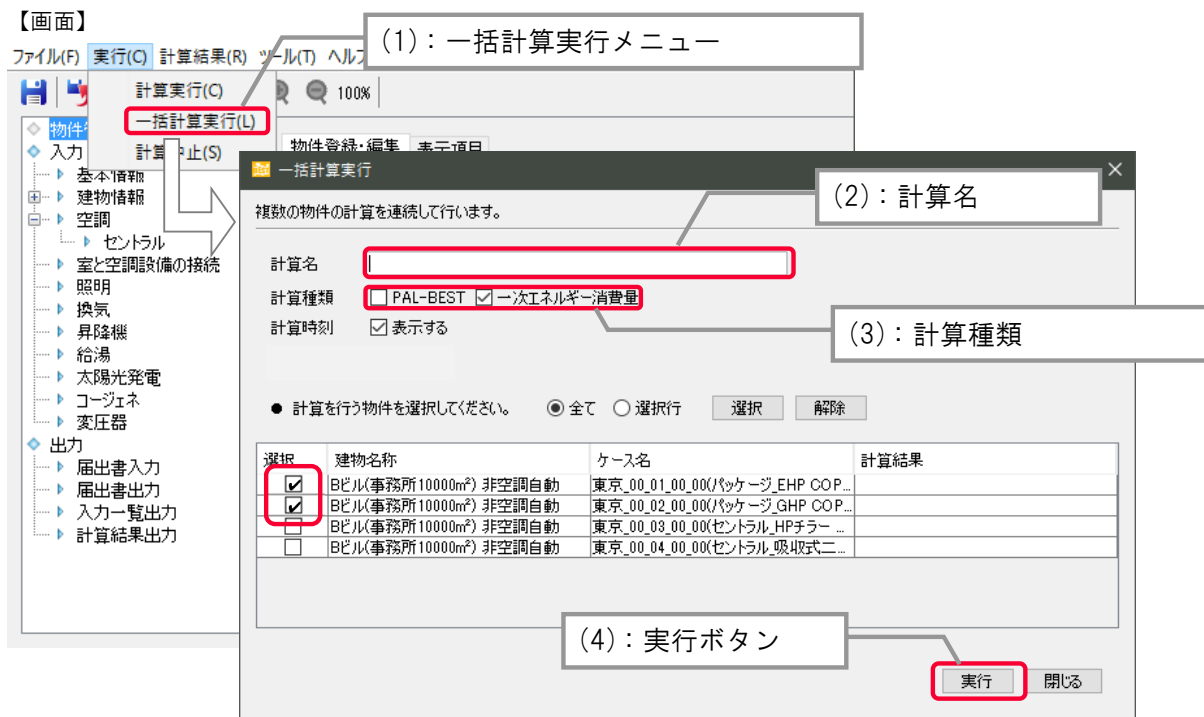 【画面】
(1)：一括計算実行メニュー
ファイル(F) 実行(C) 計算結果(R) ツール(T) ヘルプ
計算実行(C)
100%
一括計算実行(L)
計算中止(S)
物件登録・編集 表示項目
物件
入力
基本情報
建物情報
空調
セントラル
室と空調設備の接続
照明
換気
昇降機
給湯
太陽光発電
コージェネ
変圧器
出力
届出書入力
届出書出力
入力一覧出力
計算結果出力
一括計算実行
複数の物件の計算を連続して行います。
(2)：計算名
計算名
計算種類 PAL-BEST 一次エネルギー消費量
計算時刻 表示する
(3)：計算種類
● 計算を行う物件を選択してください。 全て 選択行 選択 解除
選択 建物名称 ケース名 計算結果
Bビル(事務所10000m²) 非空調自動 東京_00_01_00_00(パッケージ_EHP COP...
Bビル(事務所10000m²) 非空調自動 東京_00_02_00_00(パッケージ_GHP COP...
Bビル(事務所10000m²) 非空調自動 東京_00_03_00_00(セントラル_HPチラー ...
Bビル(事務所10000m²) 非空調自動 東京_00_04_00_00(セントラル_吸収式二...
(4)：実行ボタン
実行 閉じる